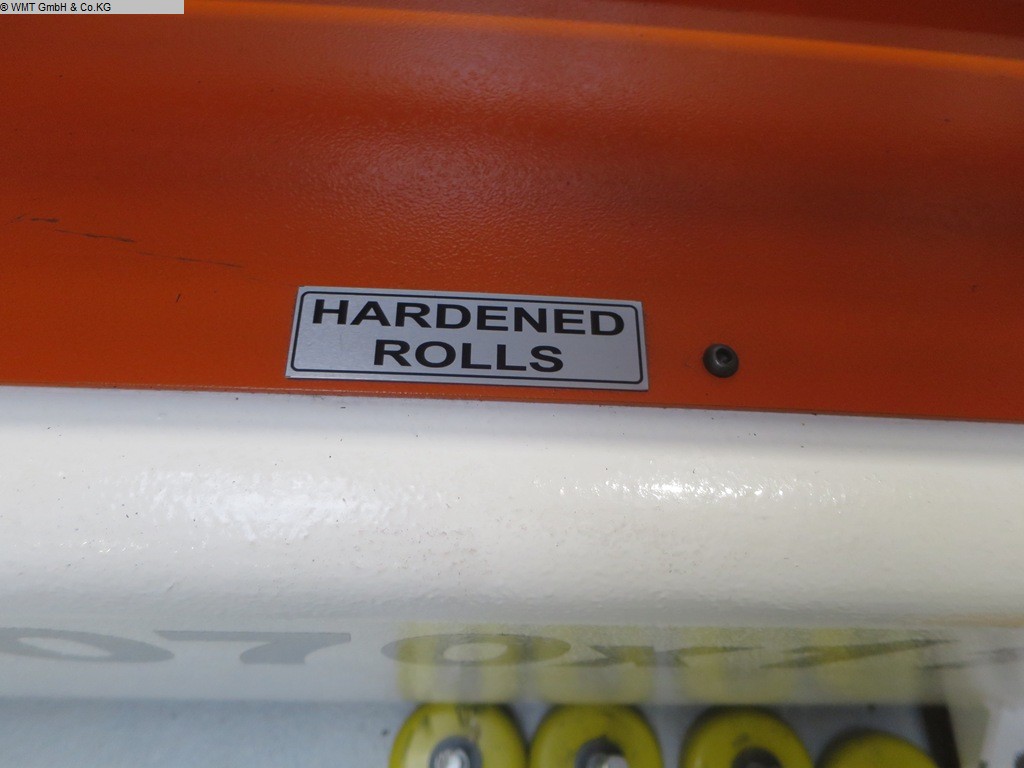 © WMT GmbH & Co.KG
HARDENED
ROLLS